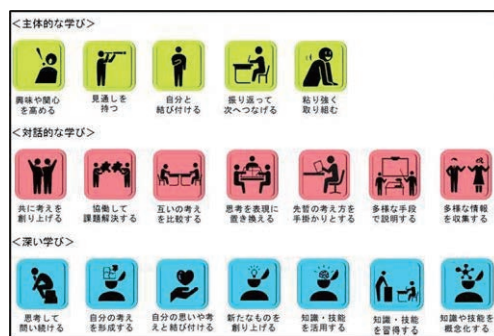 ＜主体的な学び＞
興味や関心
を高める
見通しを
持つ
自分と
結び付ける
振り返って
次へつなげる
粘り強く
取り組む
＜対話的な学び＞
共に考えを
創り上げる
協働して
課題解決する
互いの考え
を比較する
思考を表現に
置き換える
先哲の考え方を
手掛かりとする
多様な手段
で説明する
多様な情報
を収集する
＜深い学び＞
思考して
問い続ける
自分の考え
を形成する
自分の思いや考
えと結び付ける
新たなものを
創り上げる
知識・技能
を活用する
知識・技能
を習得する
知識や技能を
概念化する